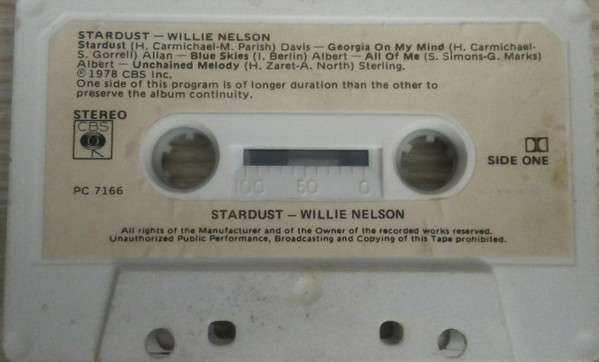 STARDUST — WILLIE NELSON
Stardust (H. Carmichael-M. Parish) Davis — Georgia On My Mind (H. Carmichael-
S. Gorrell) Allan — Blue Skies (I. Berlin) Albert — All Of Me (S. Simons-G. Marks)
Albert — Unchained Melody (H. Zaret-A. North) Sterling.
℗ 1978 CBS Inc.
One side of this program is of longer duration than the other to
preserve the album continuity.
STEREO
CBS
SIDE ONE
PC 7166
100 50 0
STARDUST — WILLIE NELSON
All rights of the Manufacturer and of the Owner of the recorded works reserved.
Unauthorized Public Performance, Broadcasting and Copying of this Tape prohibited.